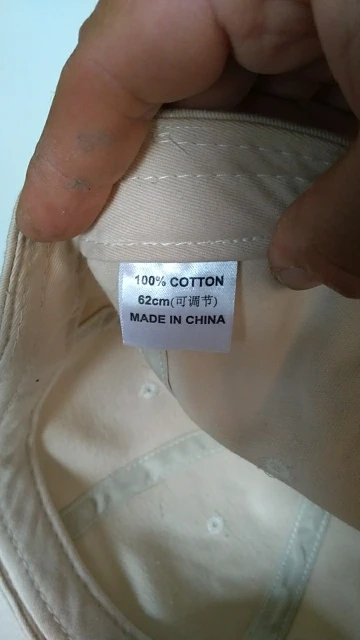 100% COTTON
62cm(可调节)
MADE IN CHINA